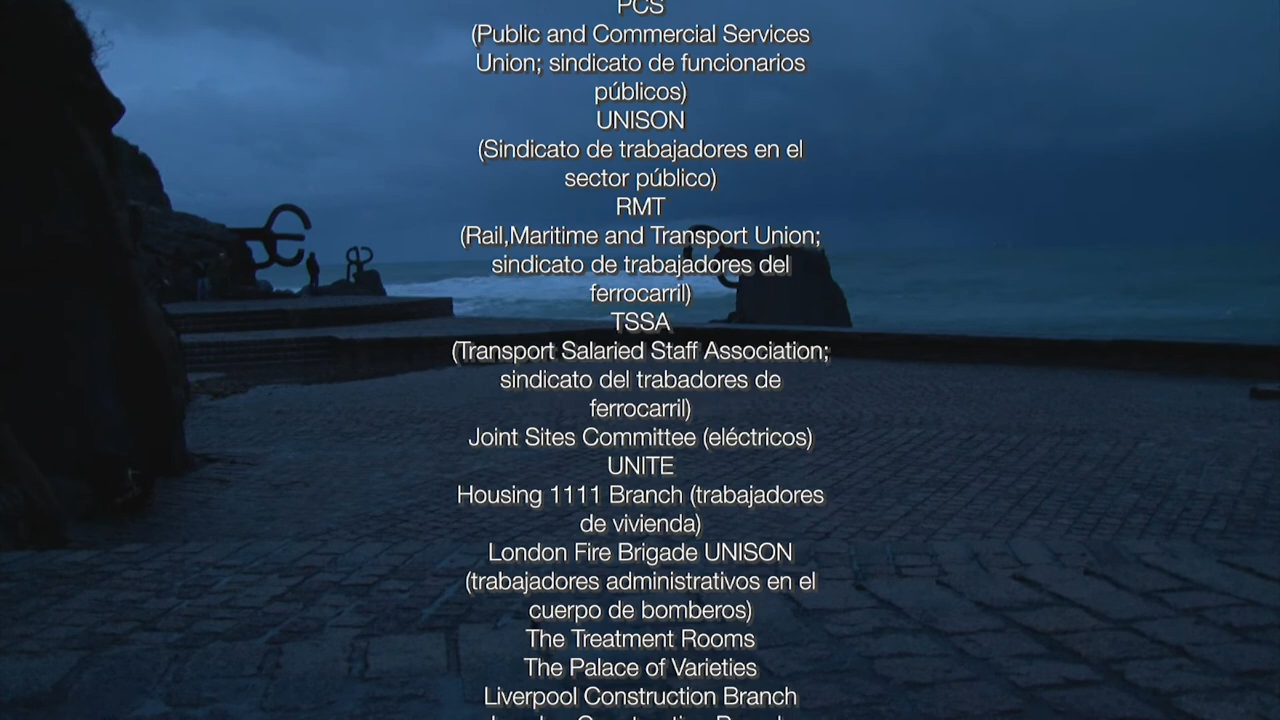 PCS
(Public and Commercial Services
Union; sindicato de funcionarios
públicos)
UNISON
(Sindicato de trabajadores en el
sector público)
RMT
(Rail,Maritime and Transport Union;
sindicato de trabajadores del
ferrocarril)
TSSA
(Transport Salaried Staff Association;
sindicato del trabadores de
ferrocarril)
Joint Sites Committee (eléctricos)
UNITE
Housing 1111 Branch (trabajadores
de vivienda)
London Fire Brigade UNISON
(trabajadores administrativos en el
cuerpo de bomberos)
The Treatment Rooms
The Palace of Varieties
Liverpool Construction Branch